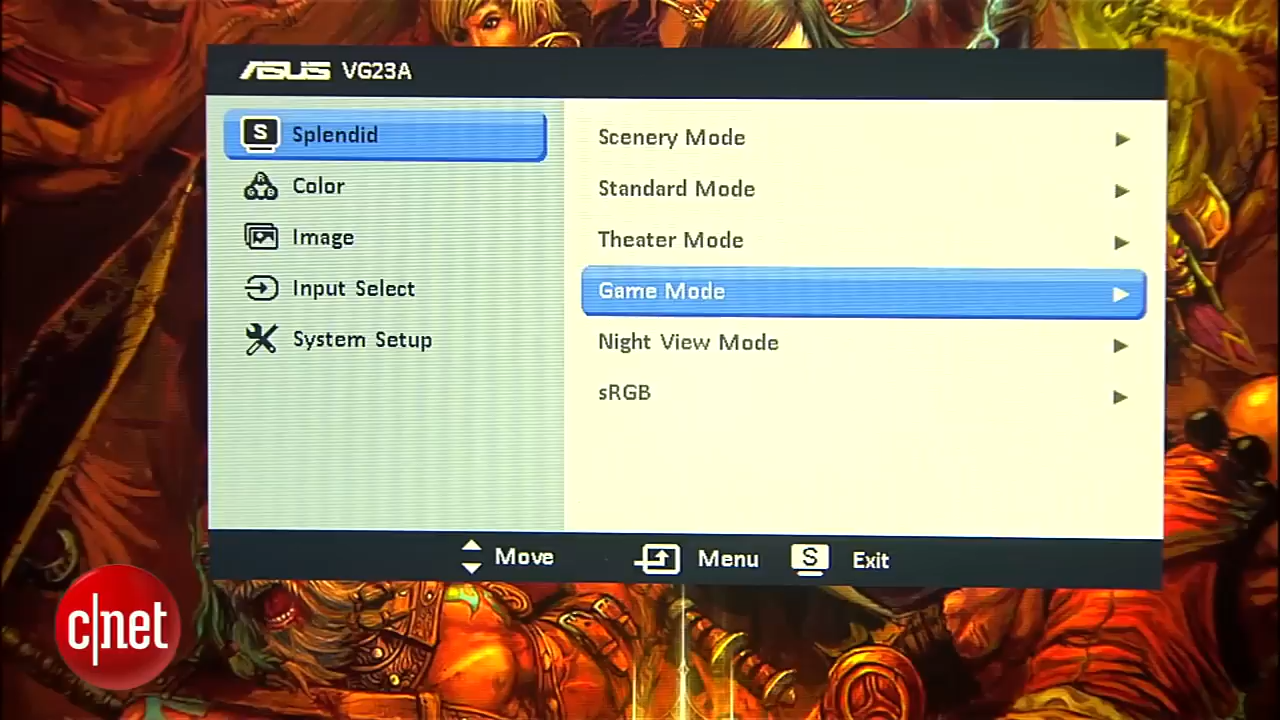 ASUS VG23A
S Splendid
Color
Image
Input Select
System Setup
Scenery Mode
Standard Mode
Theater Mode
Game Mode
Night View Mode
sRGB
Move
Menu
S Exit
c|net